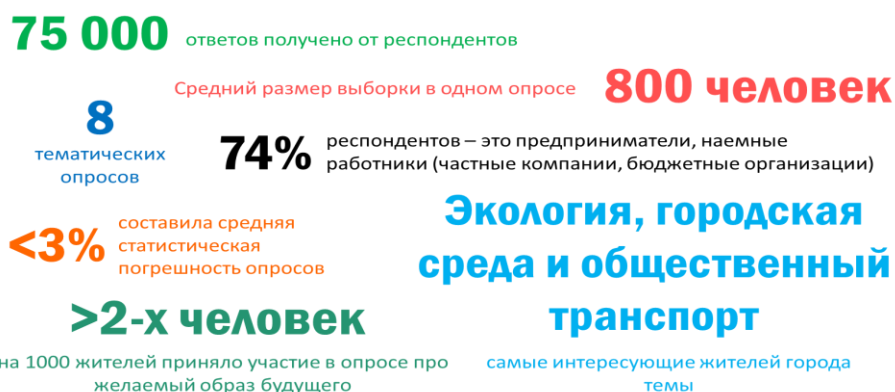 75 000 ответов получено от респондентов
Средний размер выборки в одном опросе 800 человек
8
тематических
опросов
74% респондентов – это предприниматели, наемные
работники (частные компании, бюджетные организации)
<3% составила средняя
статистическая
погрешность опросов
Экология, городская
среда и общественный
транспорт
самые интересующие жителей города
темы
>2-х человек
на 1000 жителей приняло участие в опросе про
желаемый образ будущего